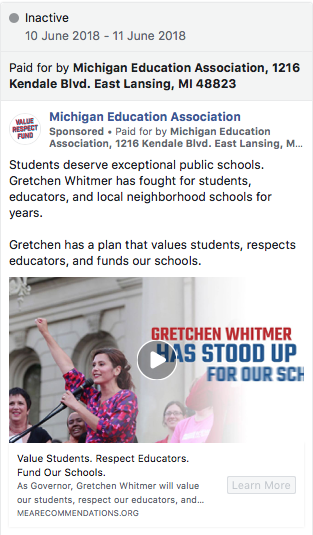 Inactive
10 June 2018 - 11 June 2018
Paid for by Michigan Education Association, 1216
Kendale Blvd. East Lansing, MI 48823
VALUE
RESPECT
FUND
Michigan Education Association
Sponsored • Paid for by Michigan Education
Association, 1216 Kendale Blvd. East Lansing, M...
Students deserve exceptional public schools.
Gretchen Whitmer has fought for students,
educators, and local neighborhood schools for
years.
Gretchen has a plan that values students, respects
educators, and funds our schools.
GRETCHEN WHITMER
HAS STOOD UP
FOR OUR SCH
Value Students. Respect Educators.
Fund Our Schools.
As Governor, Gretchen Whitmer will value
our students, respect our educators, and...
MEARECOMMENDATIONS.ORG
Learn More